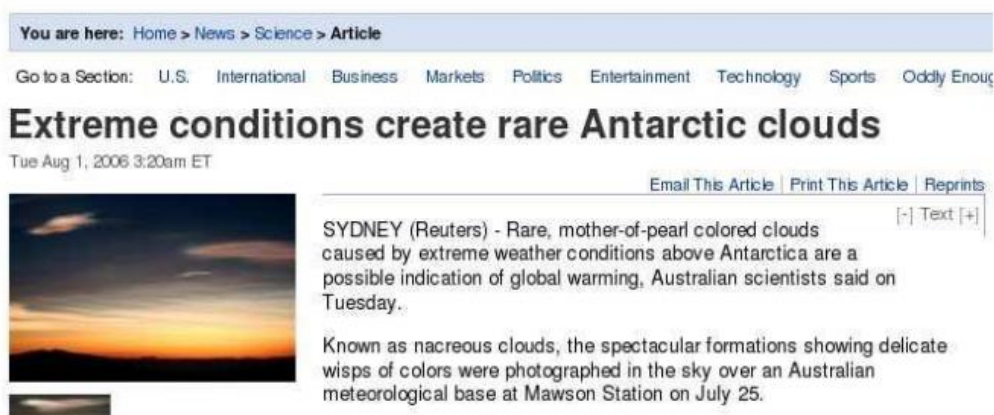 You are here: Home > News > Science > Article
Go to a Section: U.S. International Business Markets Politics Entertainment Technology Sports Oddly Enoug
Extreme conditions create rare Antarctic clouds
Tue Aug 1, 2006 3:20am ET
Email This Article | Print This Article | Reprints
[-] Text [+]
SYDNEY (Reuters) - Rare, mother-of-pearl colored clouds
caused by extreme weather conditions above Antarctica are a
possible indication of global warming, Australian scientists said on
Tuesday.
Known as nacreous clouds, the spectacular formations showing delicate
wisps of colors were photographed in the sky over an Australian
meteorological base at Mawson Station on July 25.